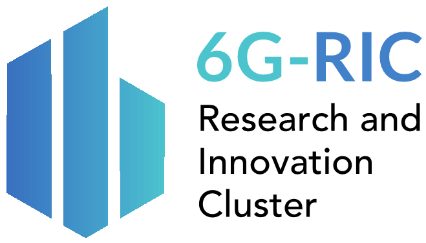 6G-RIC
Research and
Innovation
Cluster